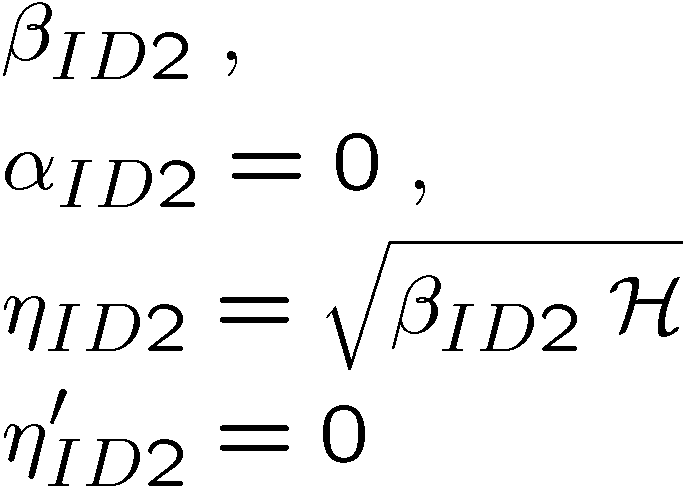 β_{ID2} ,
α_{ID2} = 0 ,
η_{ID2} = √(β_{ID2} ℋ)
η′_{ID2} = 0